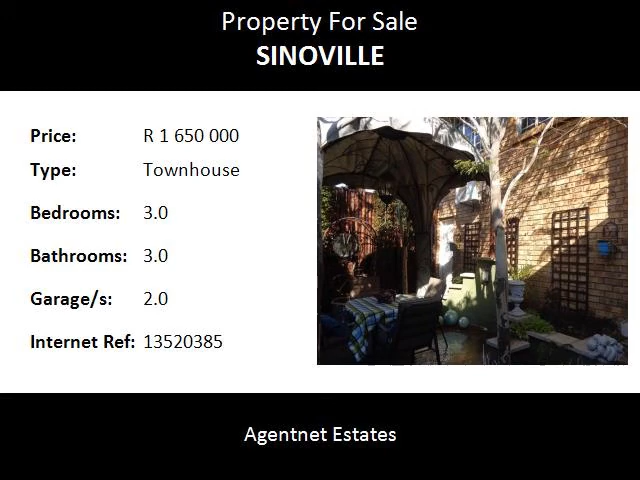 Property For Sale
SINOVILLE
Price: R 1 650 000
Type: Townhouse
Bedrooms: 3.0
Bathrooms: 3.0
Garage/s: 2.0
Internet Ref: 13520385
Agentnet Estates